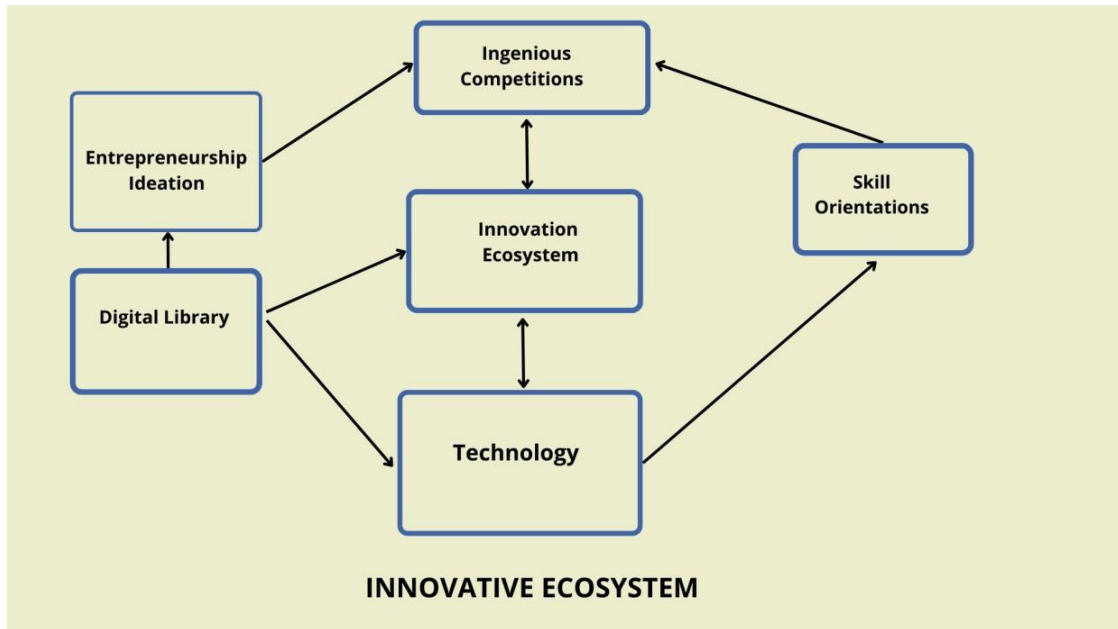 Ingenious
Competitions
Entrepreneurship
Ideation
Skill
Orientations
Innovation
Ecosystem
Digital Library
Technology
INNOVATIVE ECOSYSTEM